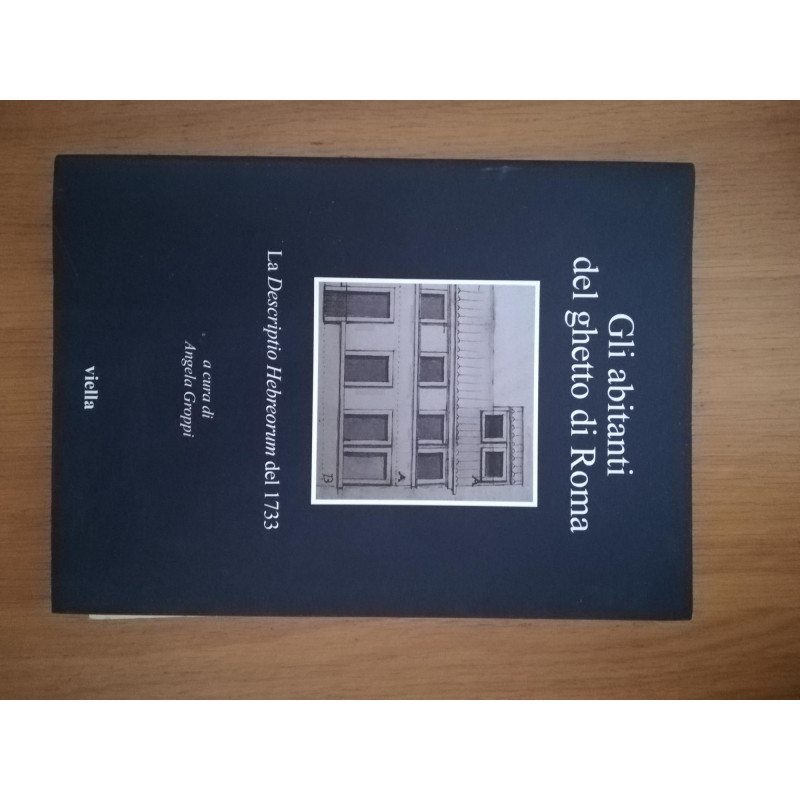 Gli abitanti
del ghetto di Roma
A
A
B
La Descriptio Hebreorum del 1733
a cura di
Angela Groppi
viella